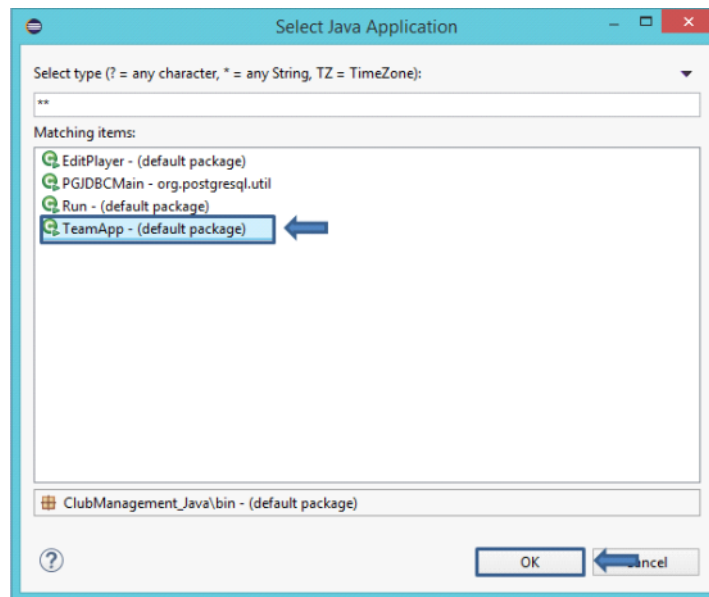 Select Java Application
Select type (? = any character, * = any String, TZ = TimeZone):
**
Matching items:
EditPlayer - (default package)
PGJDBCMain - org.postgresql.util
Run - (default package)
TeamApp - (default package)
ClubManagement_Java\bin - (default package)
?
OK